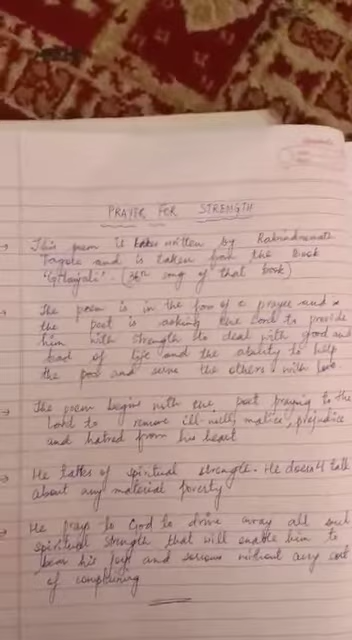 PRAYER FOR STRENGTH
→ This poem is taken written by Rabindranath
Tagore and is taken from the book
'Gitanjali'. (36th song of that book)
→ The poem is in the form of a prayer and
the poet is asking the Lord to provide
him with strength to deal with good and
bad of life and the ability to help
the poor and serve the others with love.
→ The poem begins with the poet praying to the
Lord to remove ill-will, malice, prejudice
and hatred from his heart
→ He talks of spiritual strength. He doesn't talk
about any material poverty
→ He prays to God to drive away all such
spiritual strength that will enable him to
bear his joys and sorrows without any sort
of complaining